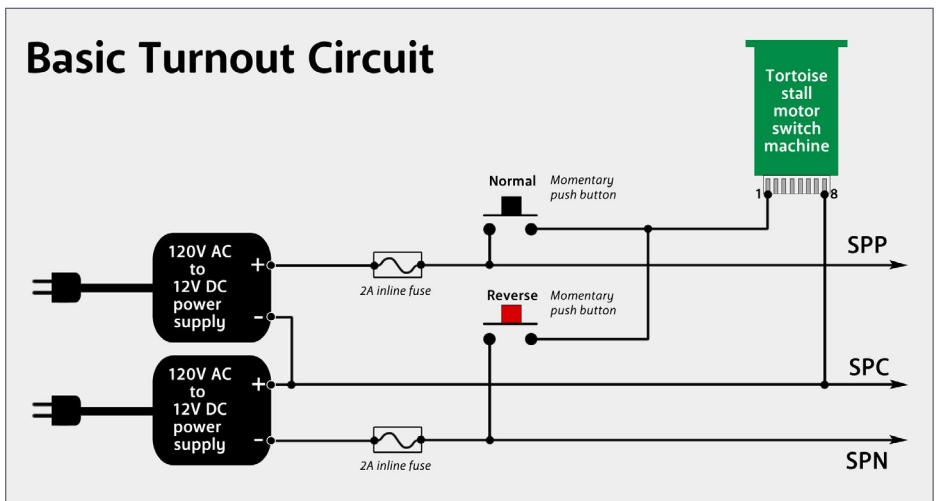 Basic Turnout Circuit
Tortoise
stall
motor
switch
machine
1
8
Normal
Momentary
push button
SPP
120V AC
to
12V DC
power
supply
+
-
2A inline fuse
Reverse
Momentary
push button
SPC
120V AC
to
12V DC
power
supply
+
-
2A inline fuse
SPN